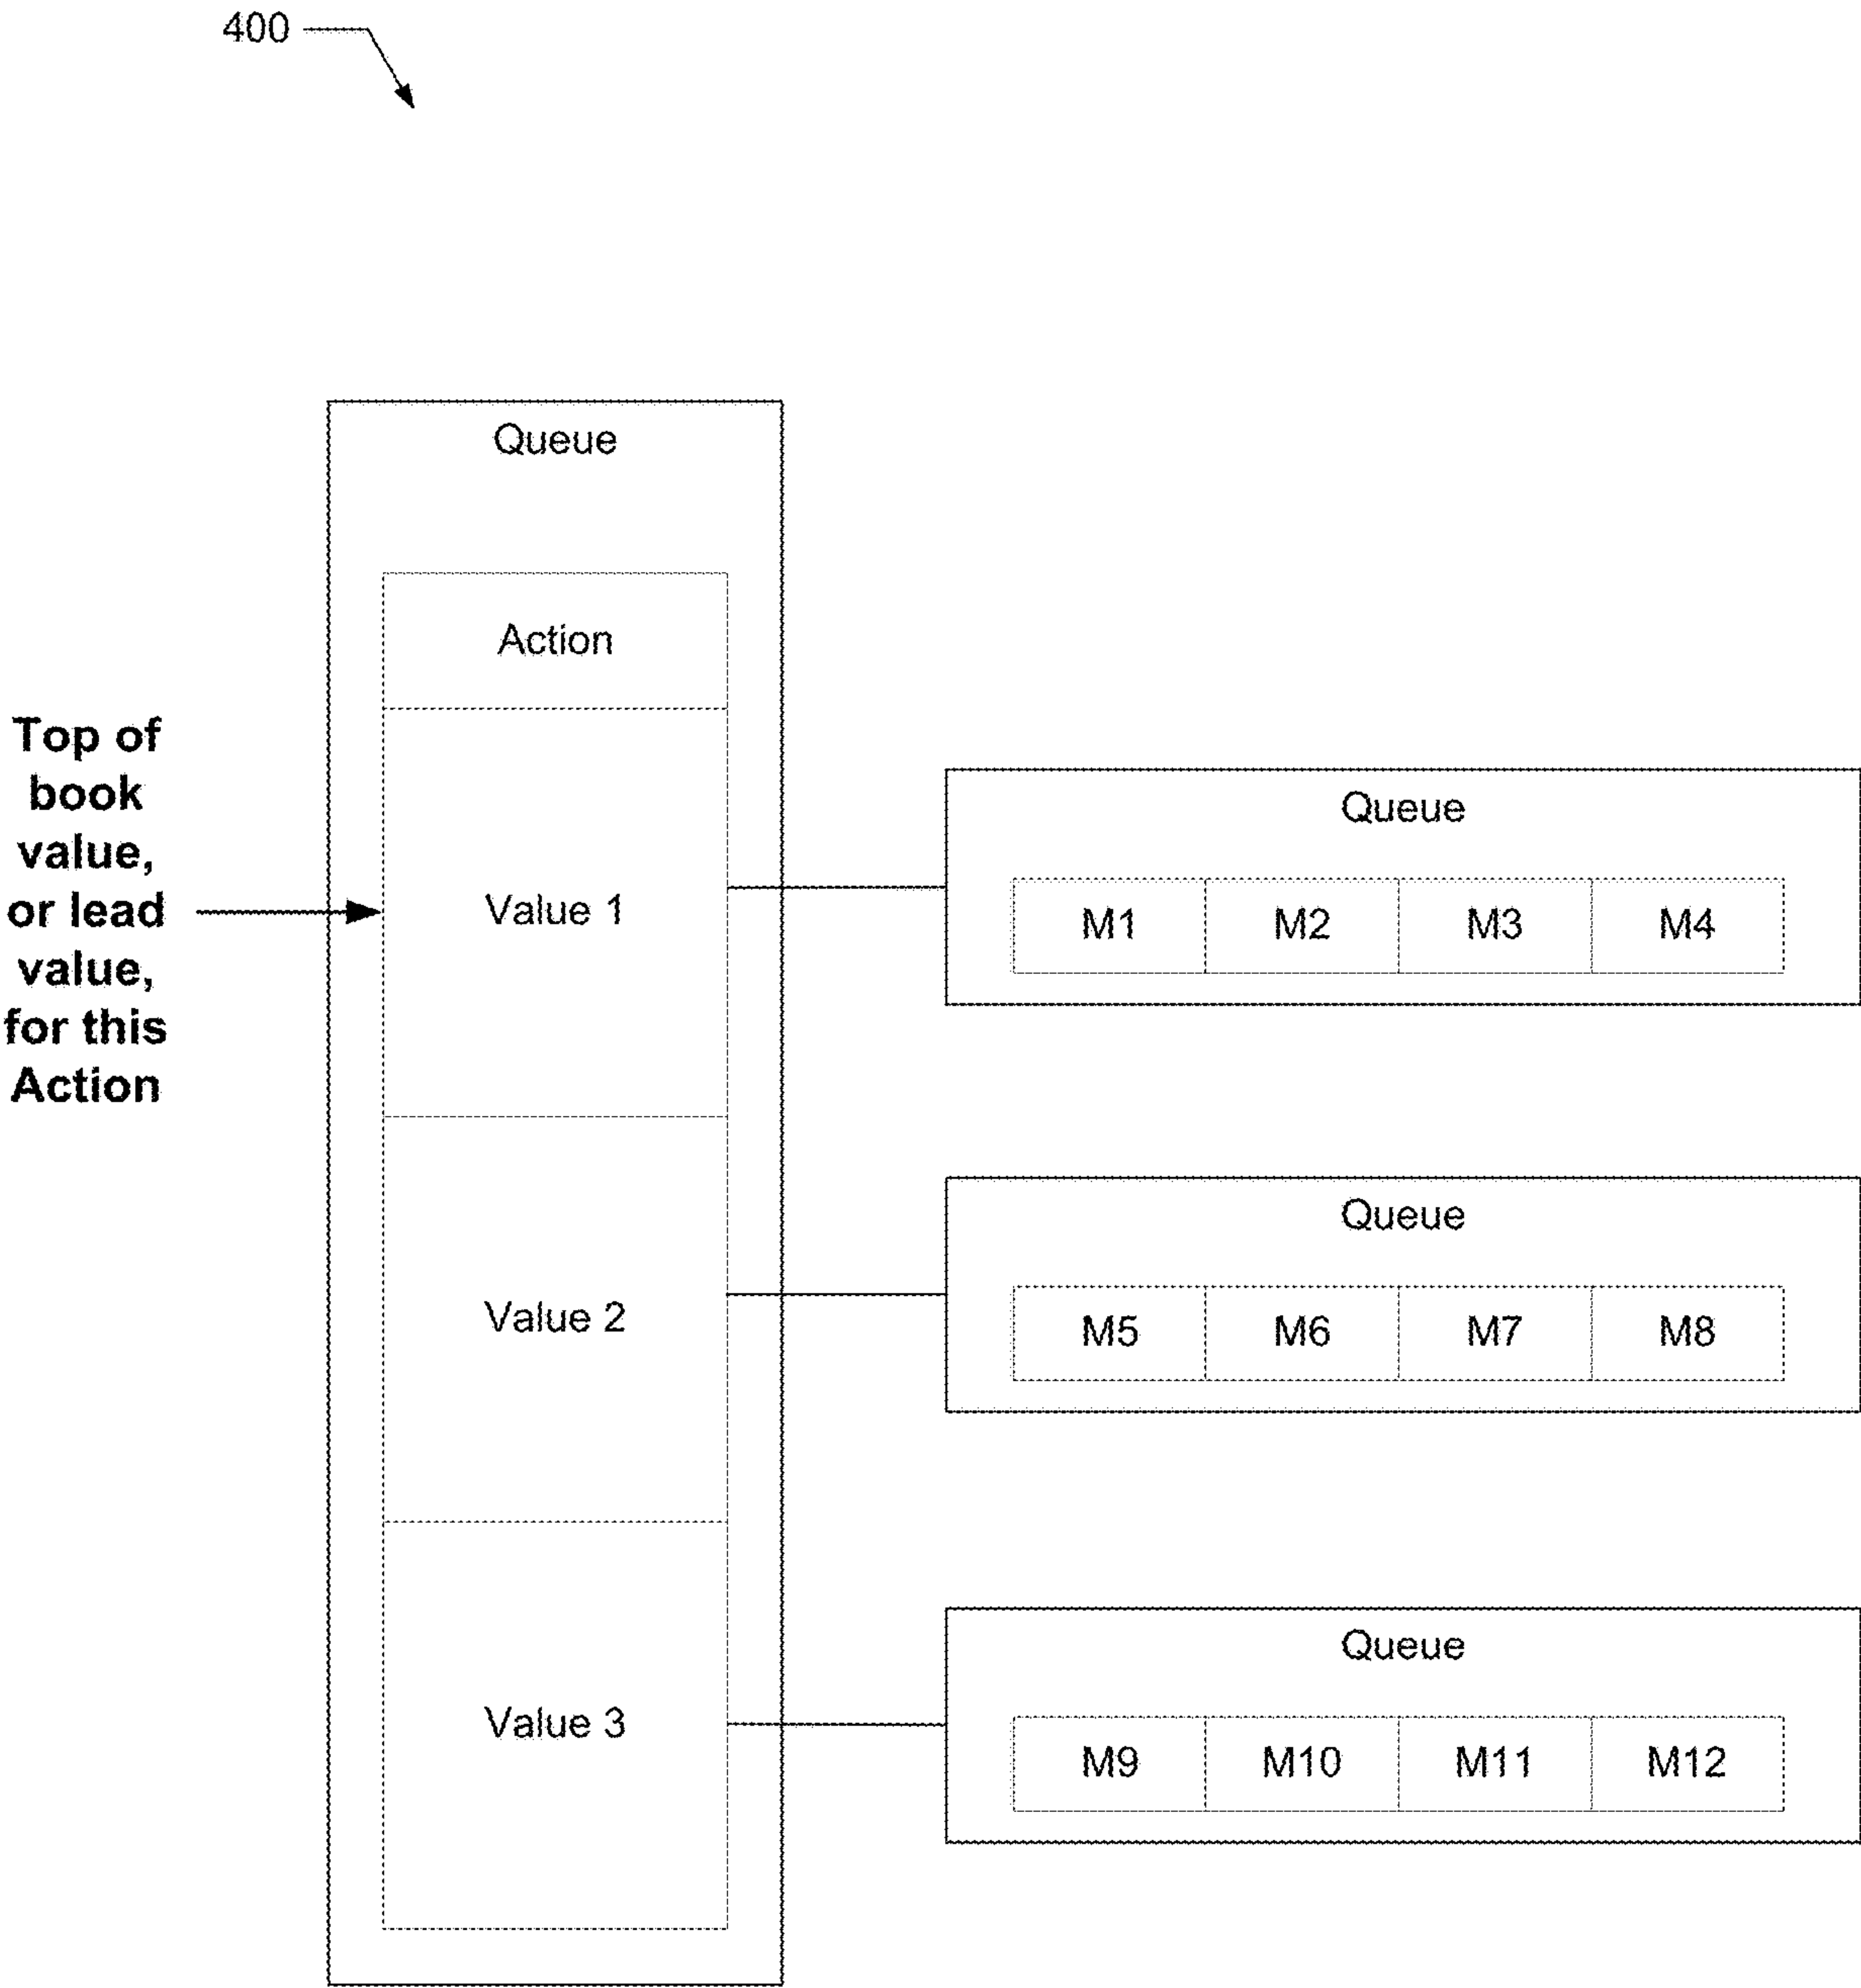 400
Queue
Action
Top of
book
value,
or lead
value,
for this
Action
Value 1
Queue
M1 M2 M3 M4
Value 2
Queue
M5 M6 M7 M8
Value 3
Queue
M9 M10 M11 M12